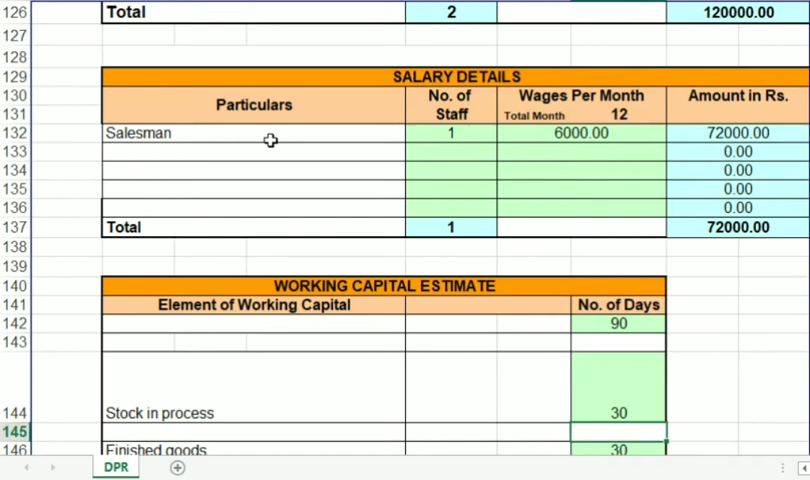 126 Total 2 120000.00
127
128
129 SALARY DETAILS
130 Particulars No. of Wages Per Month Amount in Rs.
131 Staff Total Month 12
132 Salesman 1 6000.00 72000.00
133 0.00
134 0.00
135 0.00
136 0.00
137 Total 1 72000.00
138
139
140 WORKING CAPITAL ESTIMATE
141 Element of Working Capital No. of Days
142 90
143
144 Stock in process 30
145
146 Finished goods 30
DPR